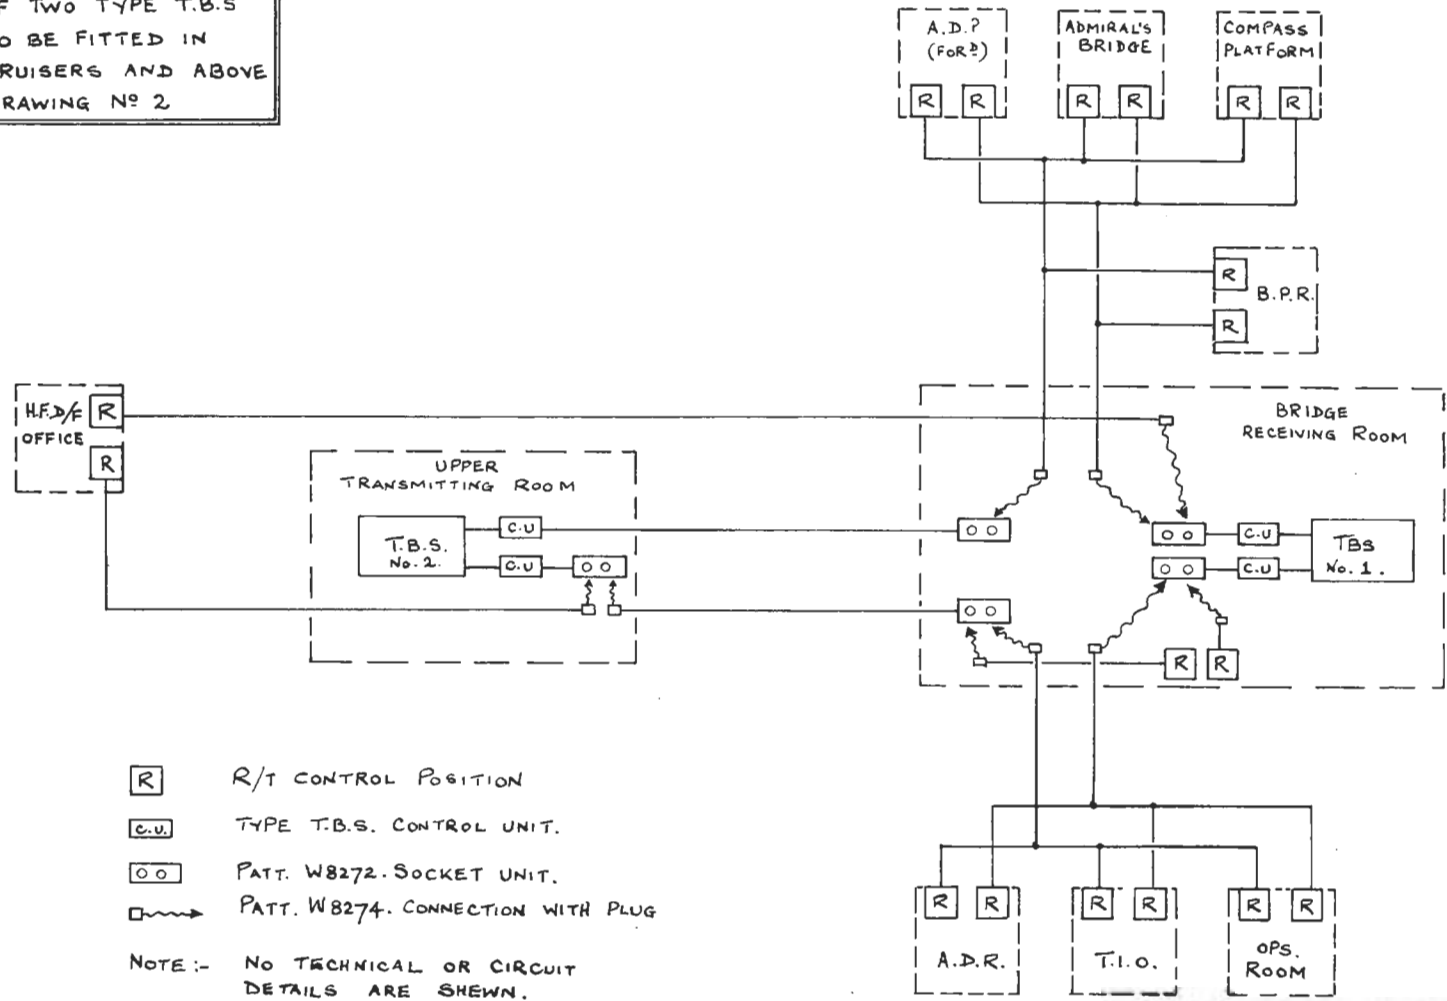 TWO TYPE T.B.S
BE FITTED IN
AND ABOVE
Nº 2
A.D.P
(FORD)
ADMIRAL'S
BRIDGE
COMPASS
PLATFORM
R R R R R R
R
B.P.R.
R
H.F.D/F
OFFICE
R
R
BRIDGE
RECEIVING ROOM
UPPER
TRANSMITTING ROOM
T.B.S.
No. 2.
C.U
C.U
C.U
C.U
TBS
No. 1.
R R
R R/T CONTROL POSITION
C.U. TYPE T.B.S. CONTROL UNIT.
PATT. W8272. SOCKET UNIT.
PATT. W8274. CONNECTION WITH PLUG
NOTE :- NO TECHNICAL OR CIRCUIT
DETAILS ARE SHEWN.
R R R R R R
A.D.R.
T.I.O.
OPS.
ROOM